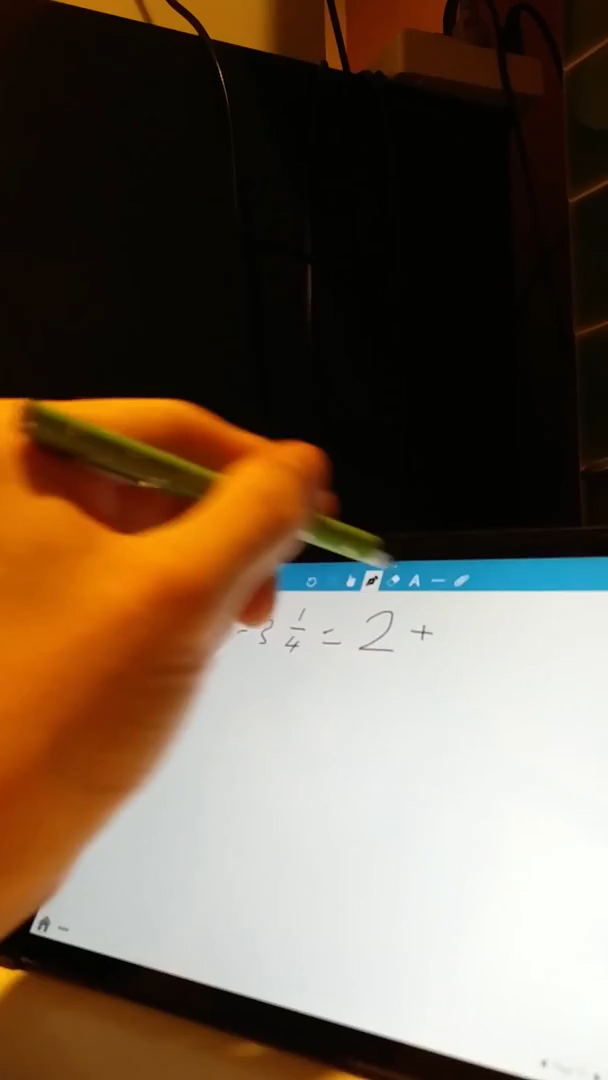 -3 1/4 = 2 +
A